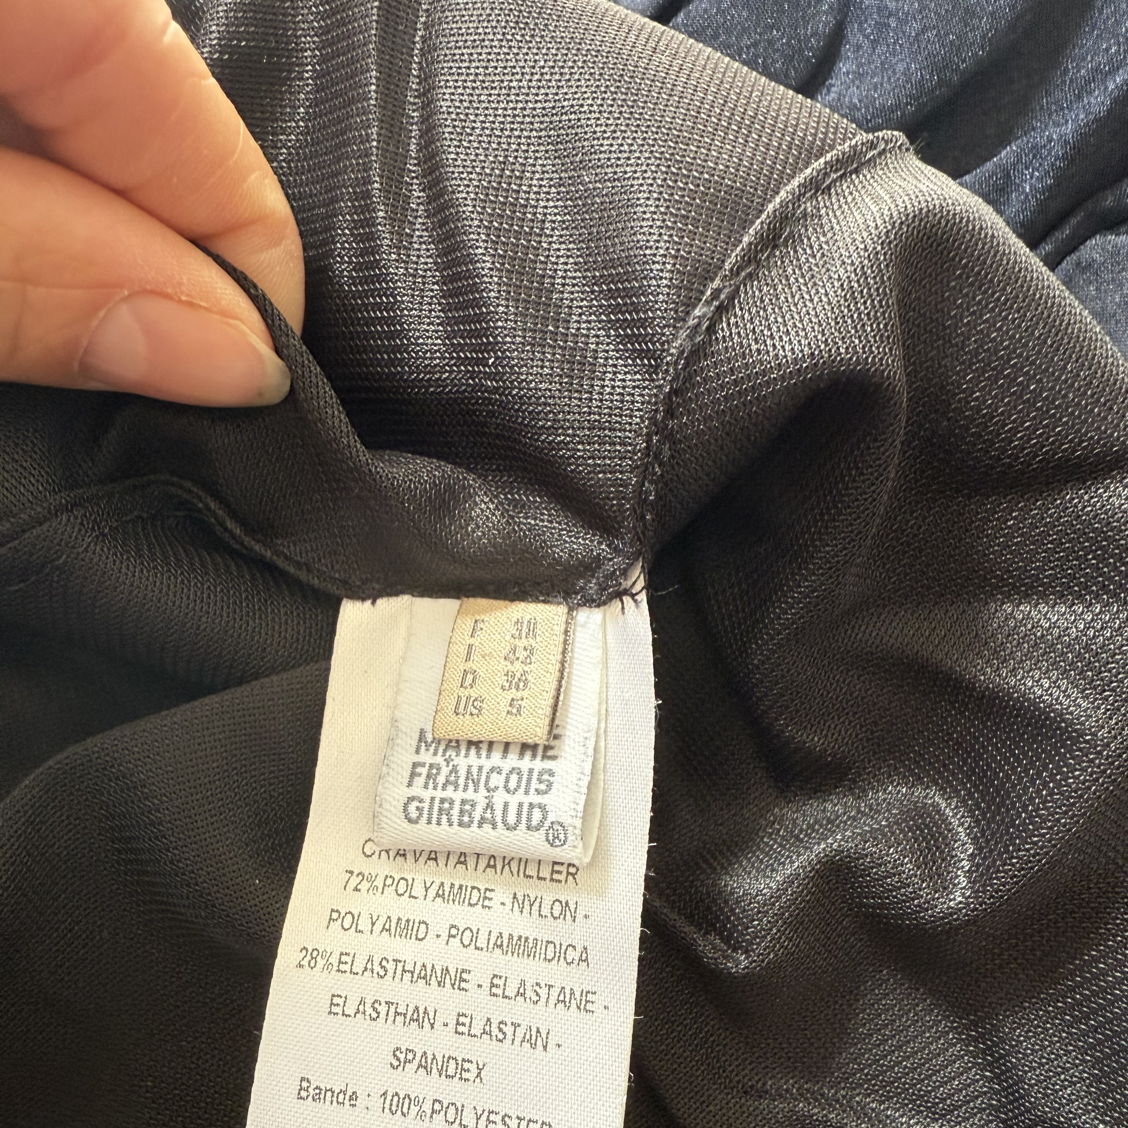 F 38
I 42
D 36
US 5
MARITHE
FRANCOIS
GIRBAUD®
CRAVATATAKILLER
72%POLYAMIDE - NYLON -
POLYAMID - POLIAMMIDICA
28%ELASTHANNE - ELASTANE -
ELASTHAN - ELASTAN -
SPANDEX
Bande : 100%POLYESTER